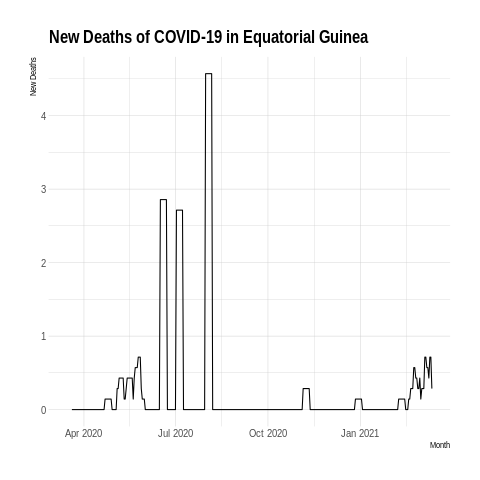 New Deaths of COVID-19 in Equatorial Guinea
New Deaths
4
3
2
1
0
Apr 2020 Jul 2020 Oct 2020 Jan 2021
Month